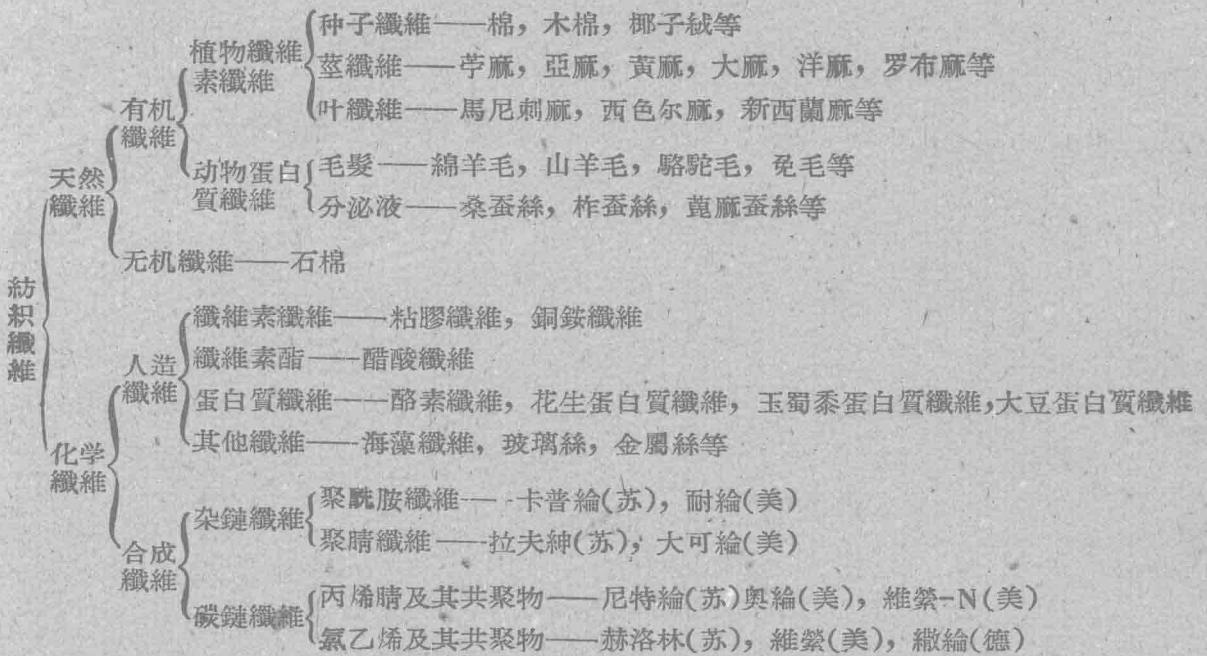 种子纖維——棉，木棉，椰子絨等
植物纖維
素纖維
莖纖維——苧麻，亞麻，黃麻，大麻，洋麻，罗布麻等
有机
纖維
叶纖維——馬尼刺麻，西色尔麻，新西蘭麻等
天然
纖維
动物蛋白
質纖維
毛髮——綿羊毛，山羊毛，駱駝毛，兎毛等
分泌液——桑蚕絲，柞蚕絲，萞麻蚕絲等
无机纖維——石棉
紡織纖維
纖維素纖維——粘膠纖維，銅銨纖維
人造
纖維
纖維素酯——醋酸纖維
蛋白質纖維——酪素纖維，花生蛋白質纖維，玉蜀黍蛋白質纖維,大豆蛋白質纖維
其他纖維——海藻纖維，玻璃絲，金屬絲等
化学
纖維
杂鏈纖維
聚酰胺纖維——卡普綸(苏)，耐綸(美)
聚腈纖維——拉夫紳(苏)，大可綸(美)
合成
纖維
碳鏈纖維
丙烯腈及其共聚物——尼特綸(苏)奥綸(美)，維縈-N(美)
氯乙烯及其共聚物——赫洛林(苏)，維縈(美)，繖綸(德)